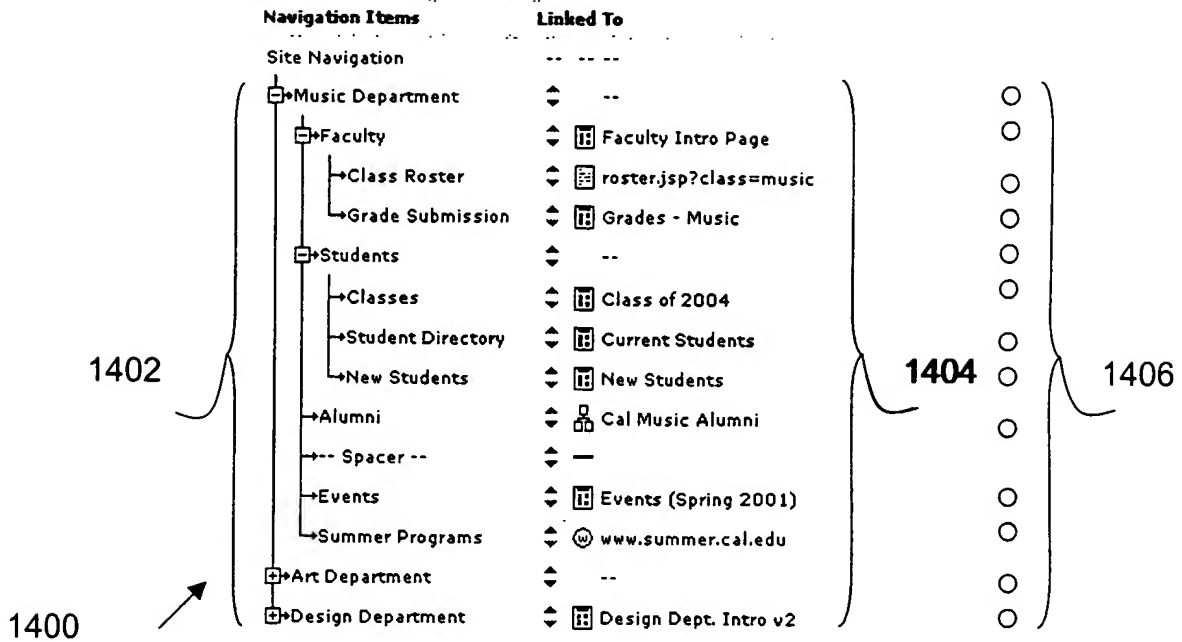 Navigation Items Linked To
Site Navigation -- -- --
Music Department --
Faculty Faculty Intro Page
Class Roster roster.jsp?class=music
Grade Submission Grades - Music
Students --
Classes Class of 2004
Student Directory Current Students
1402 New Students New Students 1404 1406
Alumni Cal Music Alumni
-- Spacer -- —
Events Events (Spring 2001)
Summer Programs www.summer.cal.edu
Art Department --
1400 Design Department Design Dept. Intro v2